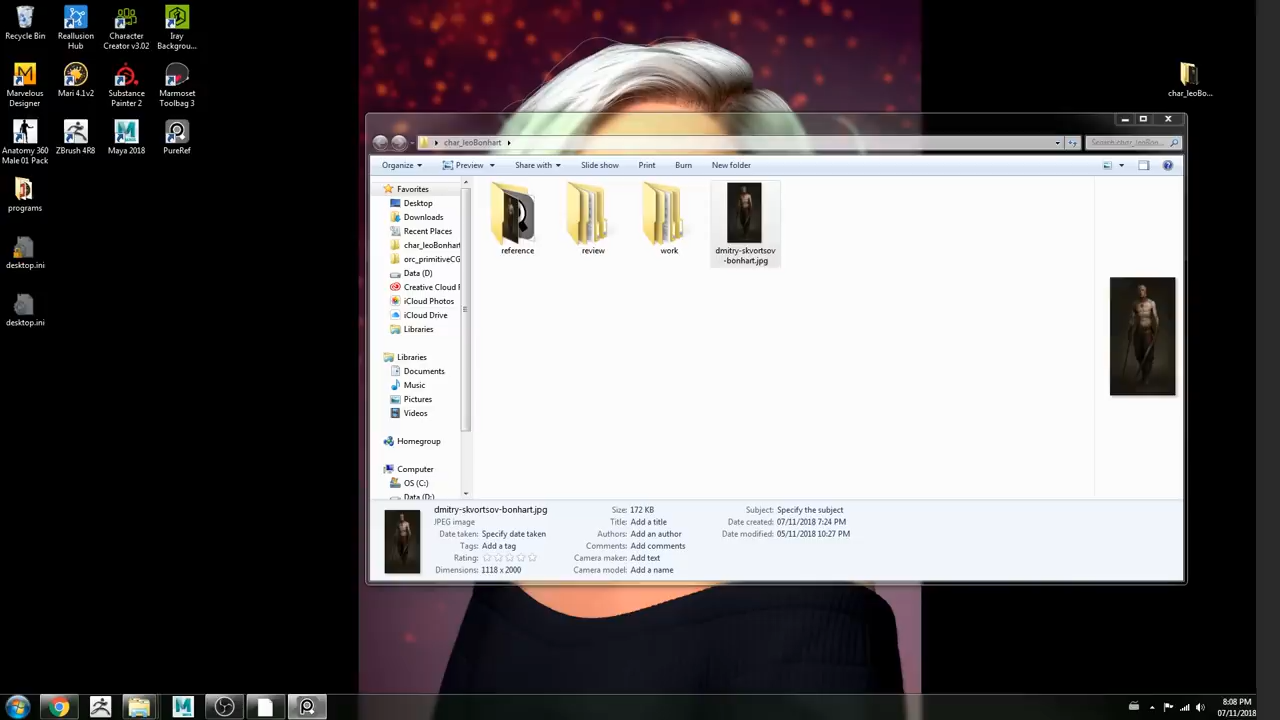 Recycle Bin
Reallusion
Hub
Character
Creator v3.02
Iray
Backgrou...
Marvelous
Designer
Mari 4.1v2
Substance
Painter 2
Marmoset
Toolbag 3
Anatomy 360
Male 01 Pack
ZBrush 4R8
Maya 2018
PureRef
programs
desktop.ini
desktop.ini
char_leoBo...
char_leoBonhart
Organize
Preview
Share with
Slide show
Print
Burn
New folder
Favorites
Desktop
Downloads
Recent Places
char_leoBonhart
orc_primitiveCG
Data (D)
Creative Cloud F
iCloud Photos
iCloud Drive
Libraries
Libraries
Documents
Music
Pictures
Videos
Homegroup
Computer
OS (C:)
Data (D:)
reference
review
work
dmitry-skvortsov
-bonhart.jpg
dmitry-skvortsov-bonhart.jpg
JPEG image
Date taken: Specify date taken
Tags: Add a tag
Rating:
Dimensions: 1118 x 2000
Size: 172 KB
Title: Add a title
Authors: Add an author
Comments: Add comments
Camera maker: Add text
Camera model: Add a name
Subject: Specify the subject
Date created: 07/11/2018 7:24 PM
Date modified: 05/11/2018 10:27 PM
8:08 PM
07/11/2018